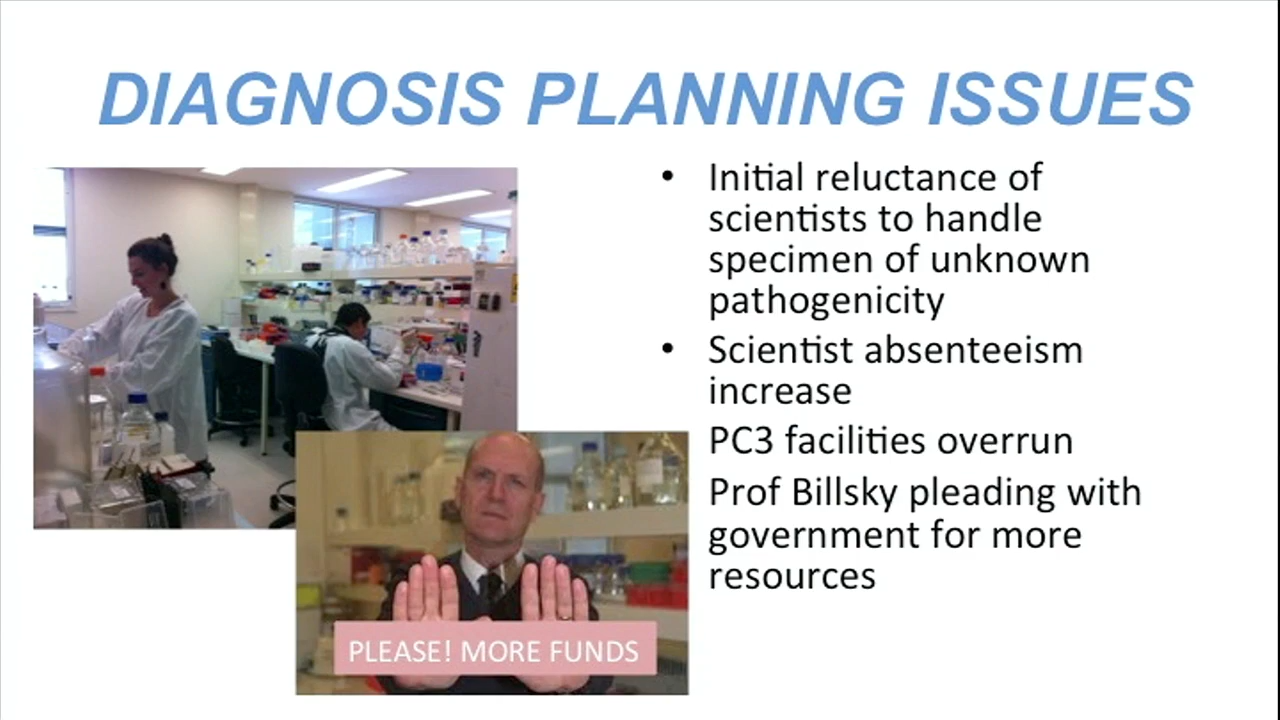 DIAGNOSIS PLANNING ISSUES
• Initial reluctance of
scientists to handle
specimen of unknown
pathogenicity
• Scientist absenteeism
increase
PC3 facilities overrun
Prof Billsky pleading with
government for more
resources
PLEASE! MORE FUNDS